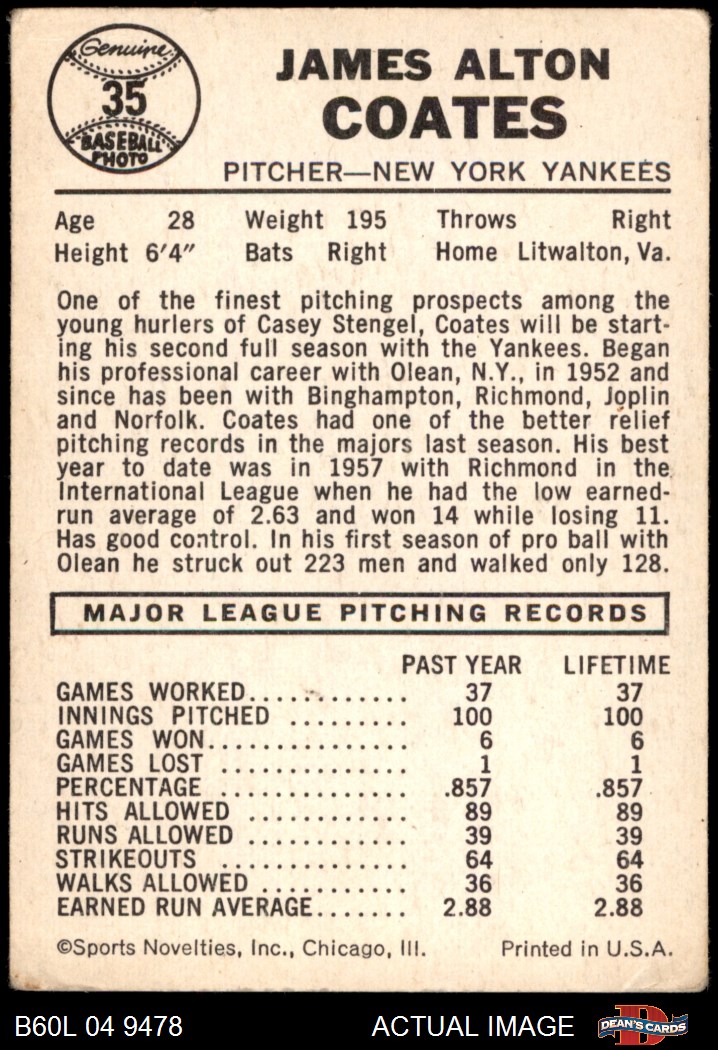 Genuine
35
BASEBALL
PHOTO
JAMES ALTON
COATES
PITCHER—NEW YORK YANKEES
Age 28 Weight 195 Throws Right
Height 6'4" Bats Right Home Litwalton, Va.
One of the finest pitching prospects among the
young hurlers of Casey Stengel, Coates will be start-
ing his second full season with the Yankees. Began
his professional career with Olean, N.Y., in 1952 and
since has been with Binghampton, Richmond, Joplin
and Norfolk. Coates had one of the better relief
pitching records in the majors last season. His best
year to date was in 1957 with Richmond in the
International League when he had the low earned-
run average of 2.63 and won 14 while losing 11.
Has good control. In his first season of pro ball with
Olean he struck out 223 men and walked only 128.
MAJOR LEAGUE PITCHING RECORDS
PAST YEAR LIFETIME
GAMES WORKED............ 37 37
INNINGS PITCHED ......... 100 100
GAMES WON............... 6 6
GAMES LOST .............. 1 1
PERCENTAGE .............. .857 .857
HITS ALLOWED ............ 89 89
RUNS ALLOWED ............ 39 39
STRIKEOUTS .............. 64 64
WALKS ALLOWED ........... 36 36
EARNED RUN AVERAGE....... 2.88 2.88
©Sports Novelties, Inc., Chicago, Ill. Printed in U.S.A.
B60L 04 9478 ACTUAL IMAGE D DEAN'S CARDS